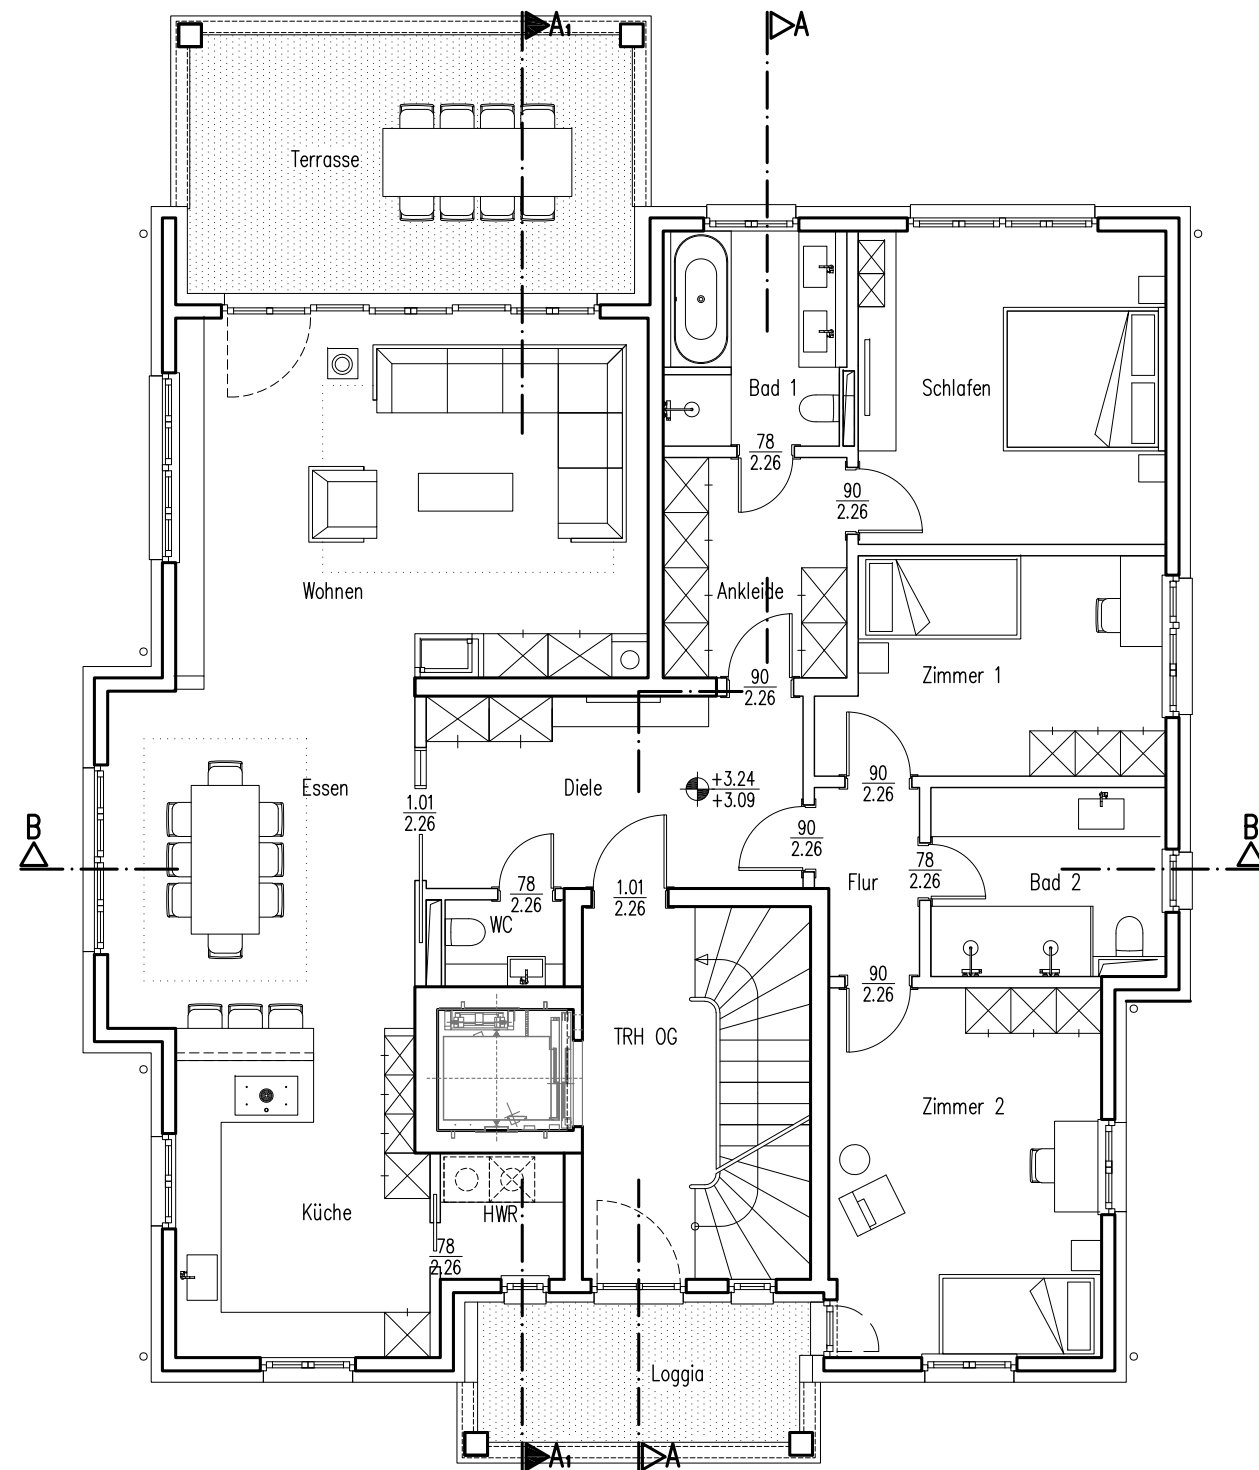 A₁
A
Terrasse
Bad 1
Schlafen
78
2.26
90
2.26
Wohnen
Ankleide
Zimmer 1
90
2.26
Essen
Diele
+3.24
+3.09
90
2.26
1.01
2.26
B
B
90
2.26
78
2.26
Flur
Bad 2
78
2.26
1.01
2.26
WC
90
2.26
TRH OG
Zimmer 2
Küche
HWR
78
2.26
Loggia
A₁
A